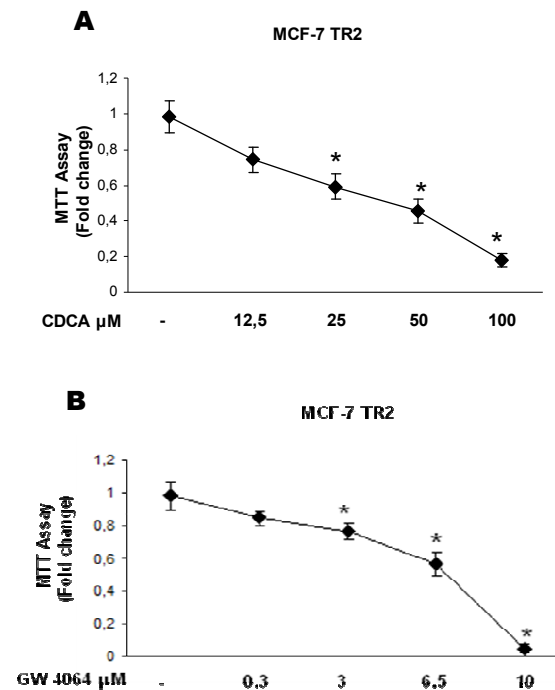 A
MCF-7 TR2
MTT Assay
(Fold change)
1,2
1
0,8
0,6
0,4
0,2
0
*
*
*
CDCA µM - 12,5 25 50 100
B
MCF-7 TR2
MTT Assay
(Fold change)
1,2
1
0,8
0,6
0,4
0,2
0
*
*
*
GW 4064 µM - 0,3 3 6,5 10